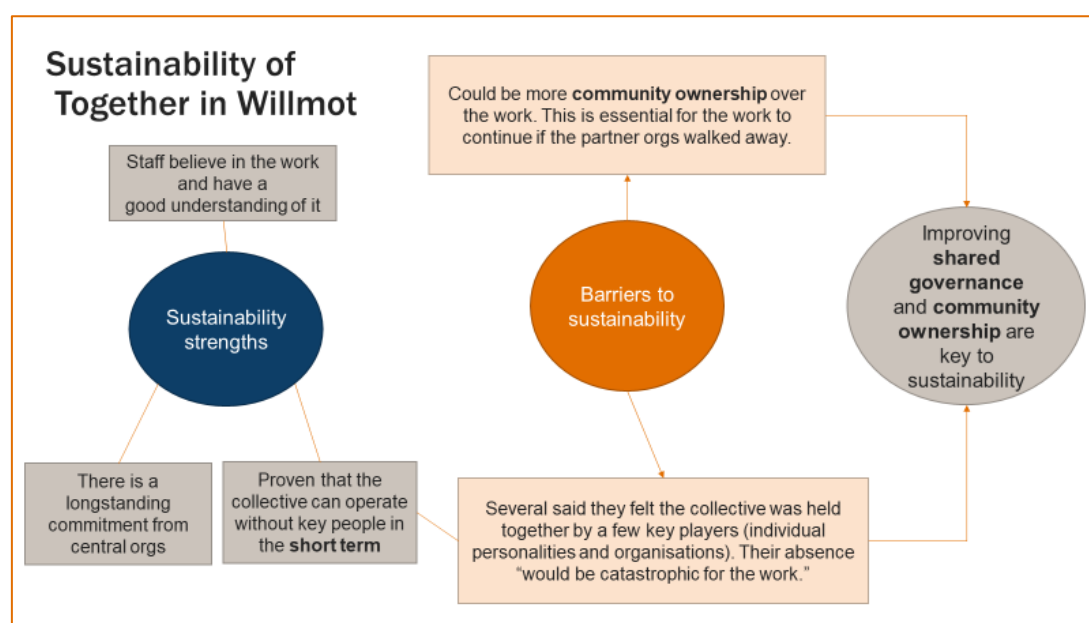 Sustainability of
Together in Willmot
Staff believe in the work
and have a
good understanding of it
Sustainability
strengths
There is a
longstanding
commitment from
central orgs
Proven that the
collective can operate
without key people in
the short term
Could be more community ownership over
the work. This is essential for the work to
continue if the partner orgs walked away.
Barriers to
sustainability
Several said they felt the collective was held
together by a few key players (individual
personalities and organisations). Their absence
“would be catastrophic for the work.”
Improving
shared
governance
and community
ownership are
key to
sustainability